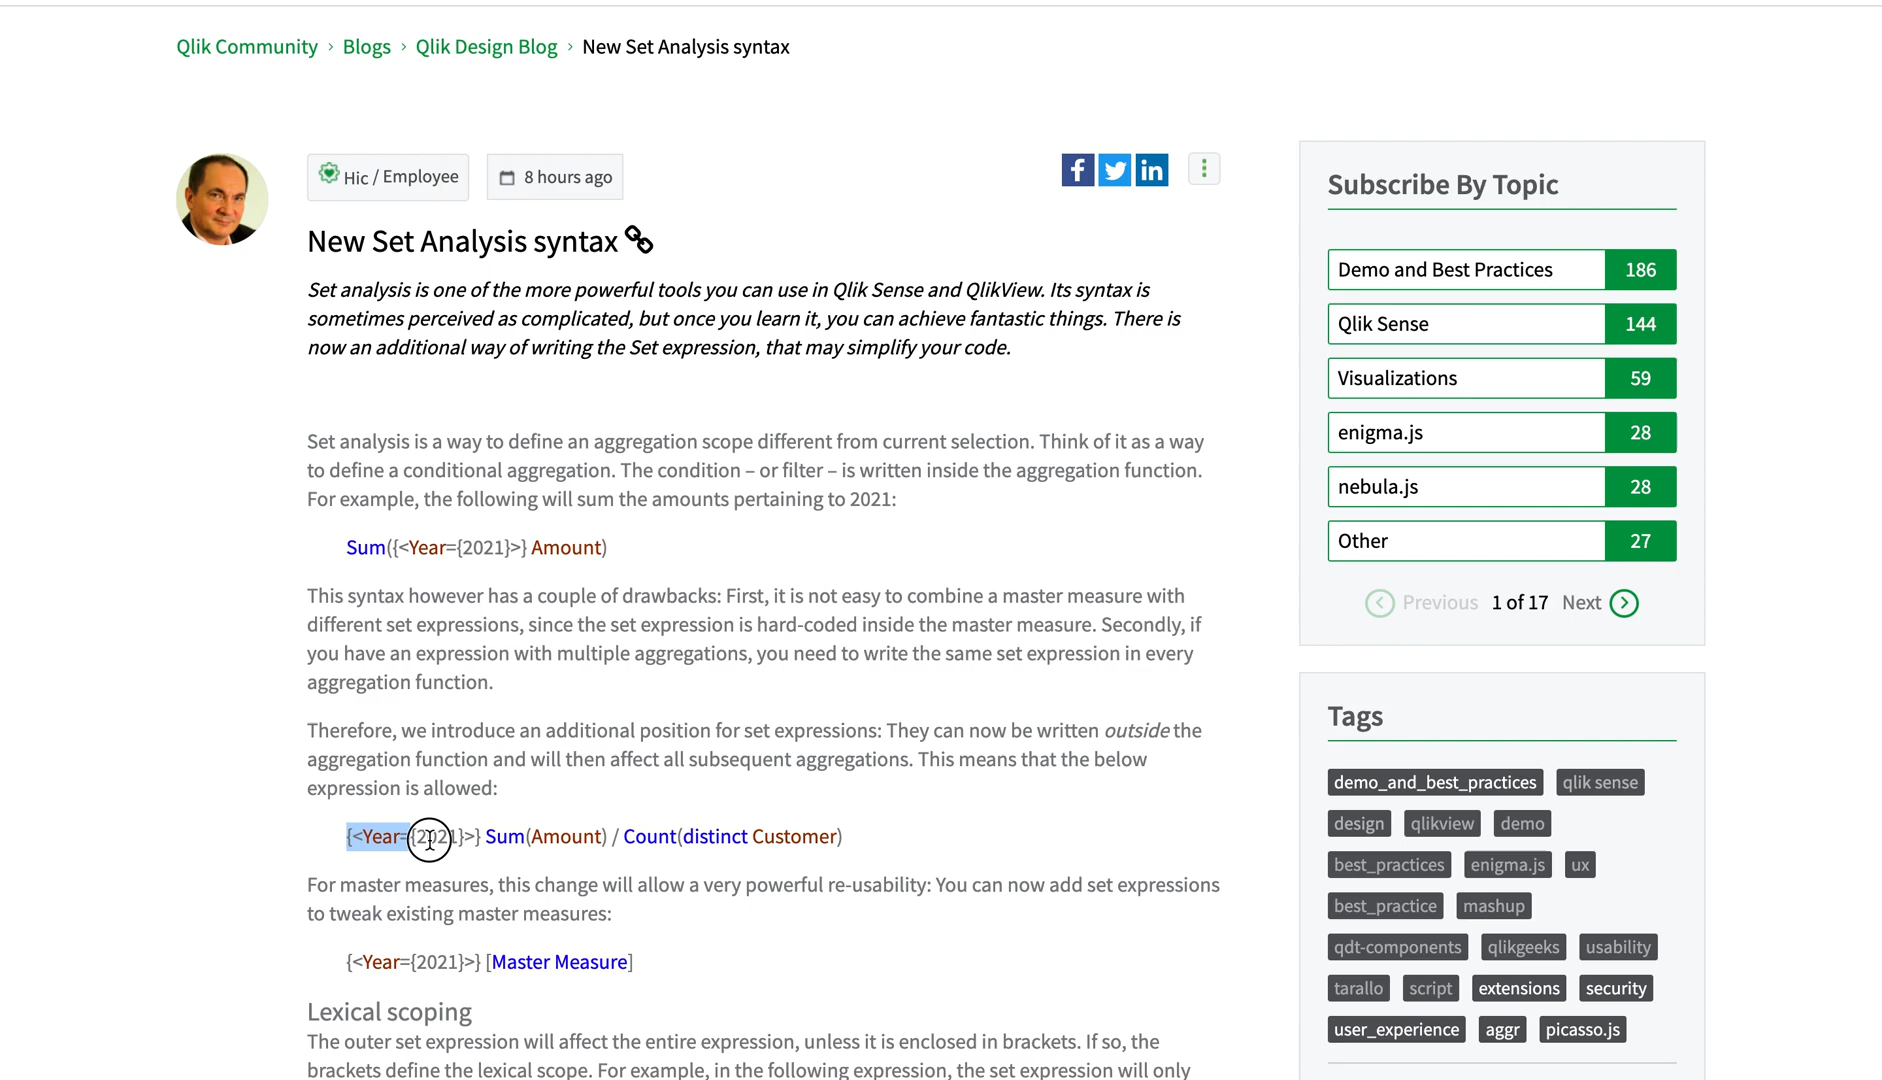 Qlik Community › Blogs › Qlik Design Blog › New Set Analysis syntax
Hic / Employee
8 hours ago
New Set Analysis syntax
Set analysis is one of the more powerful tools you can use in Qlik Sense and QlikView. Its syntax is
sometimes perceived as complicated, but once you learn it, you can achieve fantastic things. There is
now an additional way of writing the Set expression, that may simplify your code.
Set analysis is a way to define an aggregation scope different from current selection. Think of it as a way
to define a conditional aggregation. The condition – or filter – is written inside the aggregation function.
For example, the following will sum the amounts pertaining to 2021:
Sum({<Year={2021}>} Amount)
This syntax however has a couple of drawbacks: First, it is not easy to combine a master measure with
different set expressions, since the set expression is hard-coded inside the master measure. Secondly, if
you have an expression with multiple aggregations, you need to write the same set expression in every
aggregation function.
Therefore, we introduce an additional position for set expressions: They can now be written outside the
aggregation function and will then affect all subsequent aggregations. This means that the below
expression is allowed:
{<Year={2021}>} Sum(Amount) / Count(distinct Customer)
For master measures, this change will allow a very powerful re-usability: You can now add set expressions
to tweak existing master measures:
{<Year={2021}>} [Master Measure]
Lexical scoping
The outer set expression will affect the entire expression, unless it is enclosed in brackets. If so, the
brackets define the lexical scope. For example, in the following expression, the set expression will only
Subscribe By Topic
Demo and Best Practices 186
Qlik Sense 144
Visualizations 59
enigma.js 28
nebula.js 28
Other 27
Previous 1 of 17 Next
Tags
demo_and_best_practices qlik sense
design qlikview demo
best_practices enigma.js ux
best_practice mashup
qdt-components qlikgeeks usability
tarallo script extensions security
user_experience aggr picasso.js